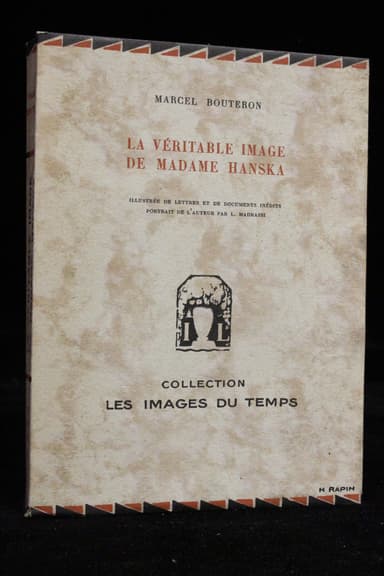 MARCEL BOUTERON
LA VÉRITABLE IMAGE
DE MADAME HANSKA
ILLUSTRÉE DE LETTRES ET DE DOCUMENTS INÉDITS
PORTRAIT DE L'AUTEUR PAR L. MADRASSI
A L
COLLECTION
LES IMAGES DU TEMPS
H RAPIN